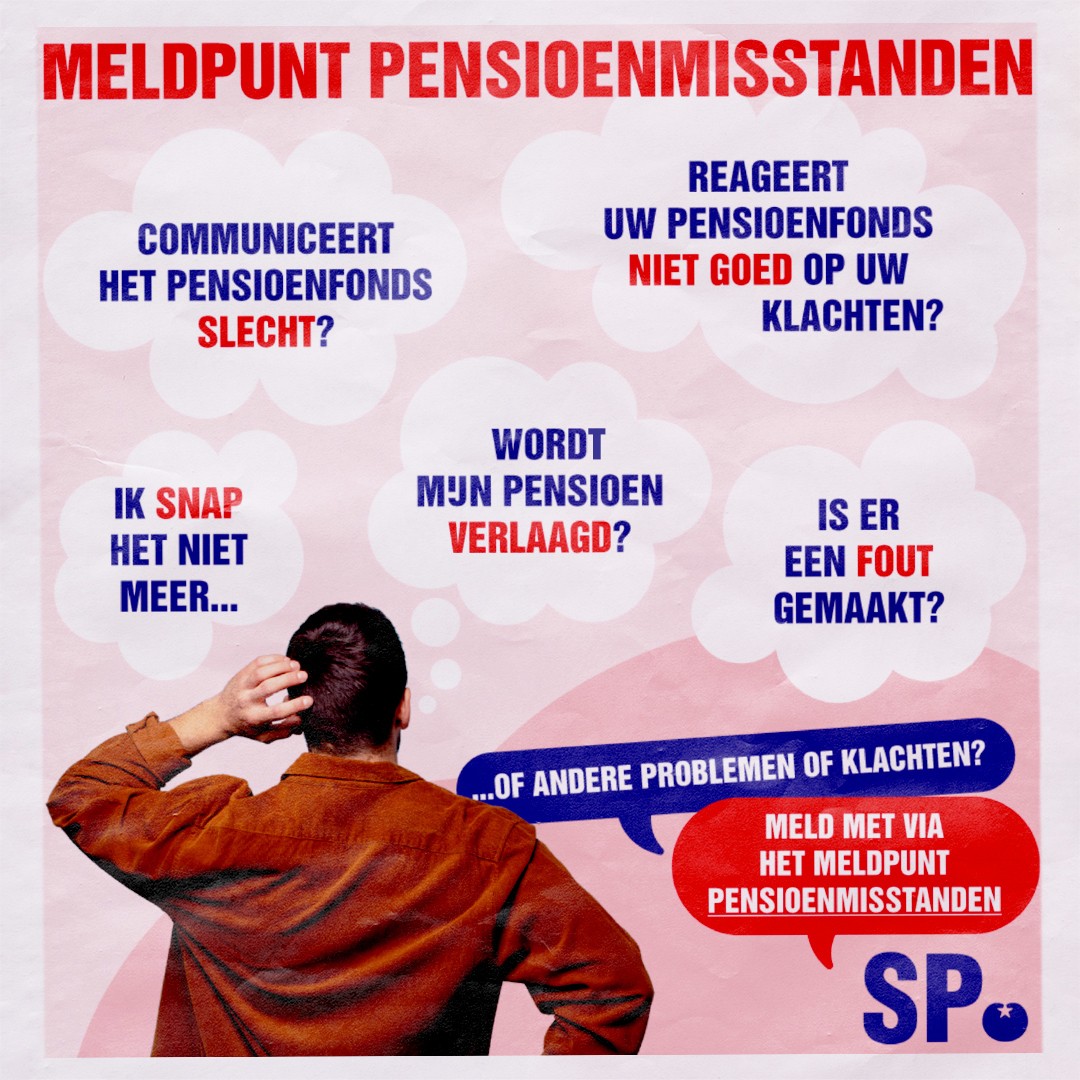 MELDPUNT PENSIOENMISSTANDEN
COMMUNICEERT
HET PENSIOENFONDS
SLECHT?
REAGEERT
UW PENSIOENFONDS
NIET GOED OP UW
KLACHTEN?
IK SNAP
HET NIET
MEER...
WORDT
MIJN PENSIOEN
VERLAAGD?
IS ER
EEN FOUT
GEMAAKT?
...OF ANDERE PROBLEMEN OF KLACHTEN?
MELD MET VIA
HET MELDPUNT
PENSIOENMISSTANDEN
SP.